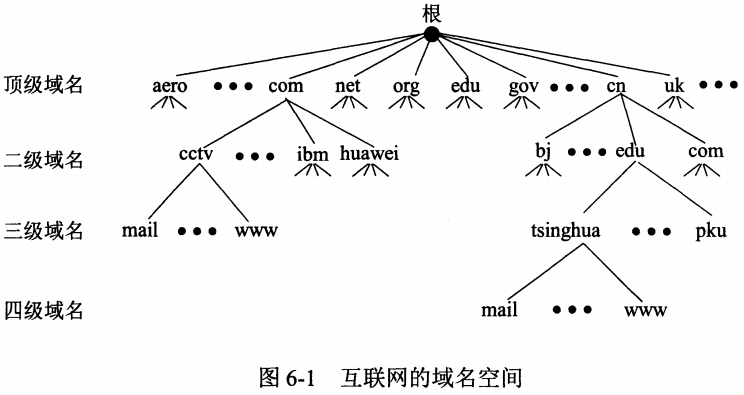 根
顶级域名 aero ●●● com net org edu gov ●●● cn uk ●●●
二级域名 cctv ●●● ibm huawei bj ●●● edu com
三级域名 mail ●●● www tsinghua ●●● pku
四级域名 mail ●●● www
图 6-1 互联网的域名空间